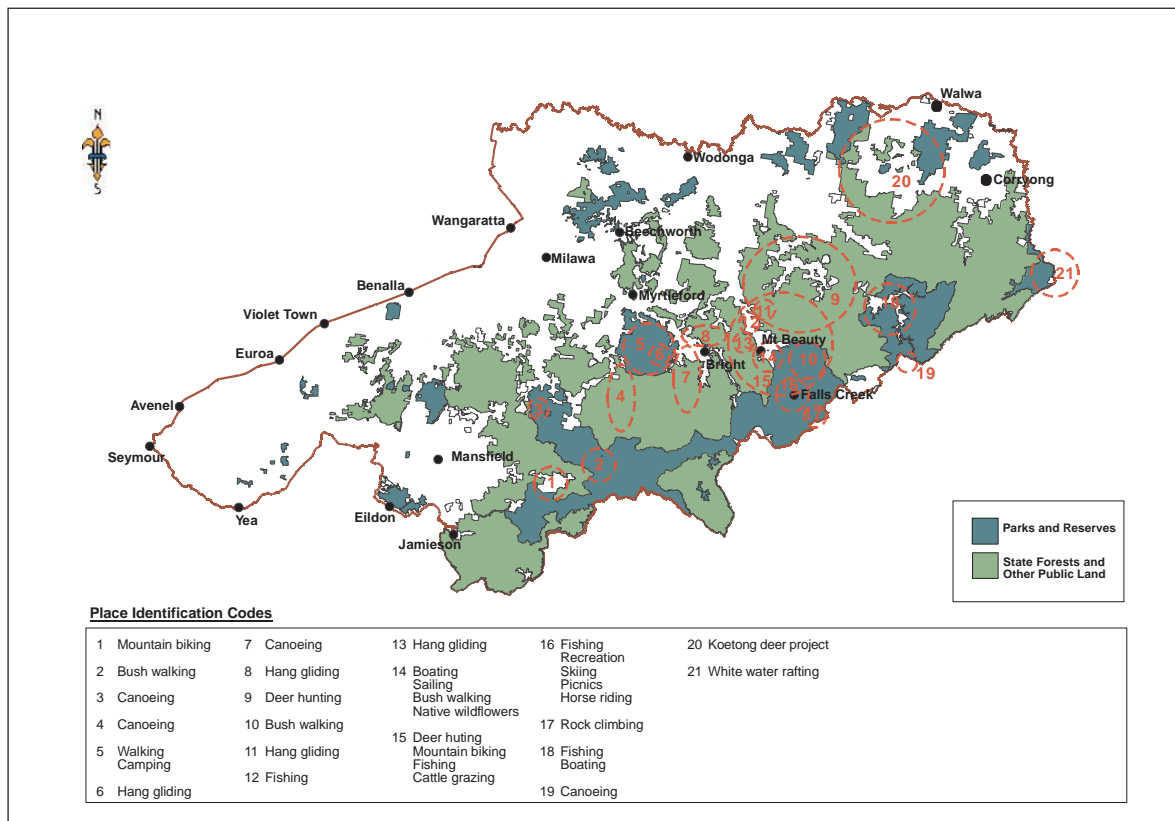 N
S
Walwa
Wodonga
20
Corryong
Wangaratta
Beechworth
Milawa
21
Benalla
Myrtleford
9
11
12
Violet Town
8
13
Mt Beauty
5
6
Euroa
Bright
14
10
19
7
15
4
Falls Creek
Avenel
3
Seymour
Mansfield
2
1
Yea
Eildon
Jamieson
Parks and Reserves
State Forests and
Other Public Land
Place Identification Codes
1 Mountain biking
2 Bush walking
3 Canoeing
4 Canoeing
5 Walking
Camping
6 Hang gliding
7 Canoeing
8 Hang gliding
9 Deer hunting
10 Bush walking
11 Hang gliding
12 Fishing
13 Hang gliding
14 Boating
Sailing
Bush walking
Native wildflowers
15 Deer huting
Mountain biking
Fishing
Cattle grazing
16 Fishing
Recreation
Skiing
Picnics
Horse riding
17 Rock climbing
18 Fishing
Boating
19 Canoeing
20 Koetong deer project
21 White water rafting